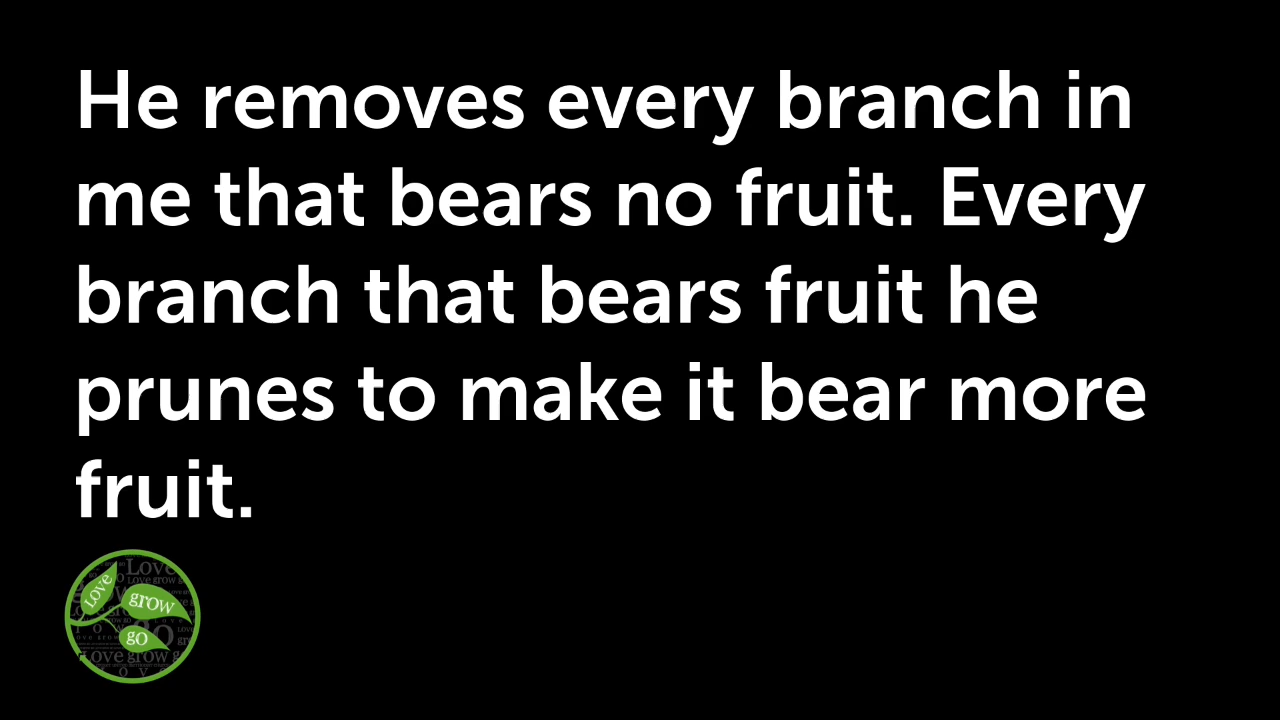 He removes every branch in
me that bears no fruit. Every
branch that bears fruit he
prunes to make it bear more
fruit.
Love
grow
go